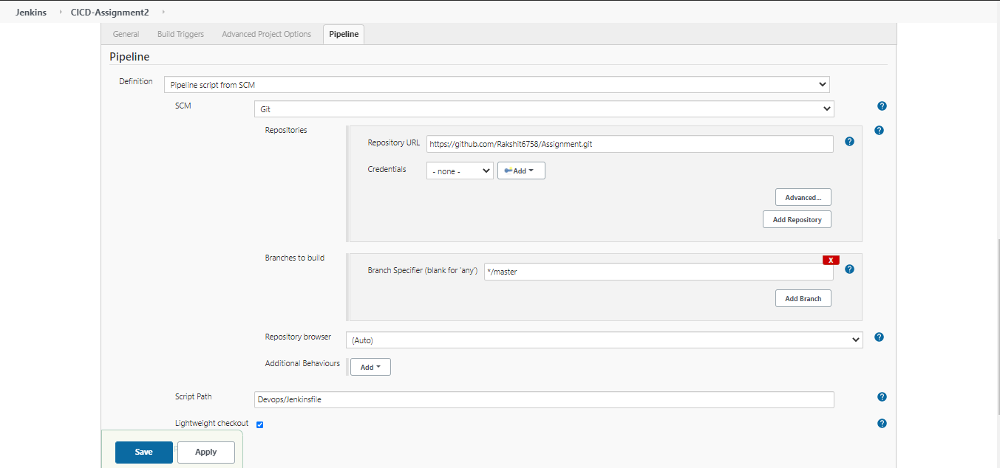 Jenkins CICD-Assignment2
General Build Triggers Advanced Project Options Pipeline
Pipeline
Definition Pipeline script from SCM
SCM Git
Repositories
Repository URL https://github.com/Rakshit6758/Assignment.git
Credentials - none - Add
Advanced...
Add Repository
Branches to build
X
Branch Specifier (blank for 'any') */master
Add Branch
Repository browser (Auto)
Additional Behaviours Add
Script Path Devops/Jenkinsfile
Lightweight checkout
Save Apply